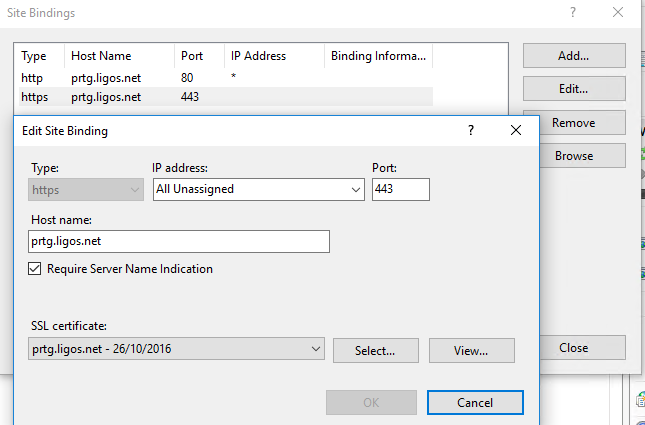 Site Bindings
Type Host Name Port IP Address Binding Informa...
http prtg.ligos.net 80 *
https prtg.ligos.net 443
Add...
Edit...
Remove
Browse
Close
Edit Site Binding
Type: IP address: Port:
https All Unassigned 443
Host name:
prtg.ligos.net
Require Server Name Indication
SSL certificate:
prtg.ligos.net - 26/10/2016 Select... View...
OK Cancel